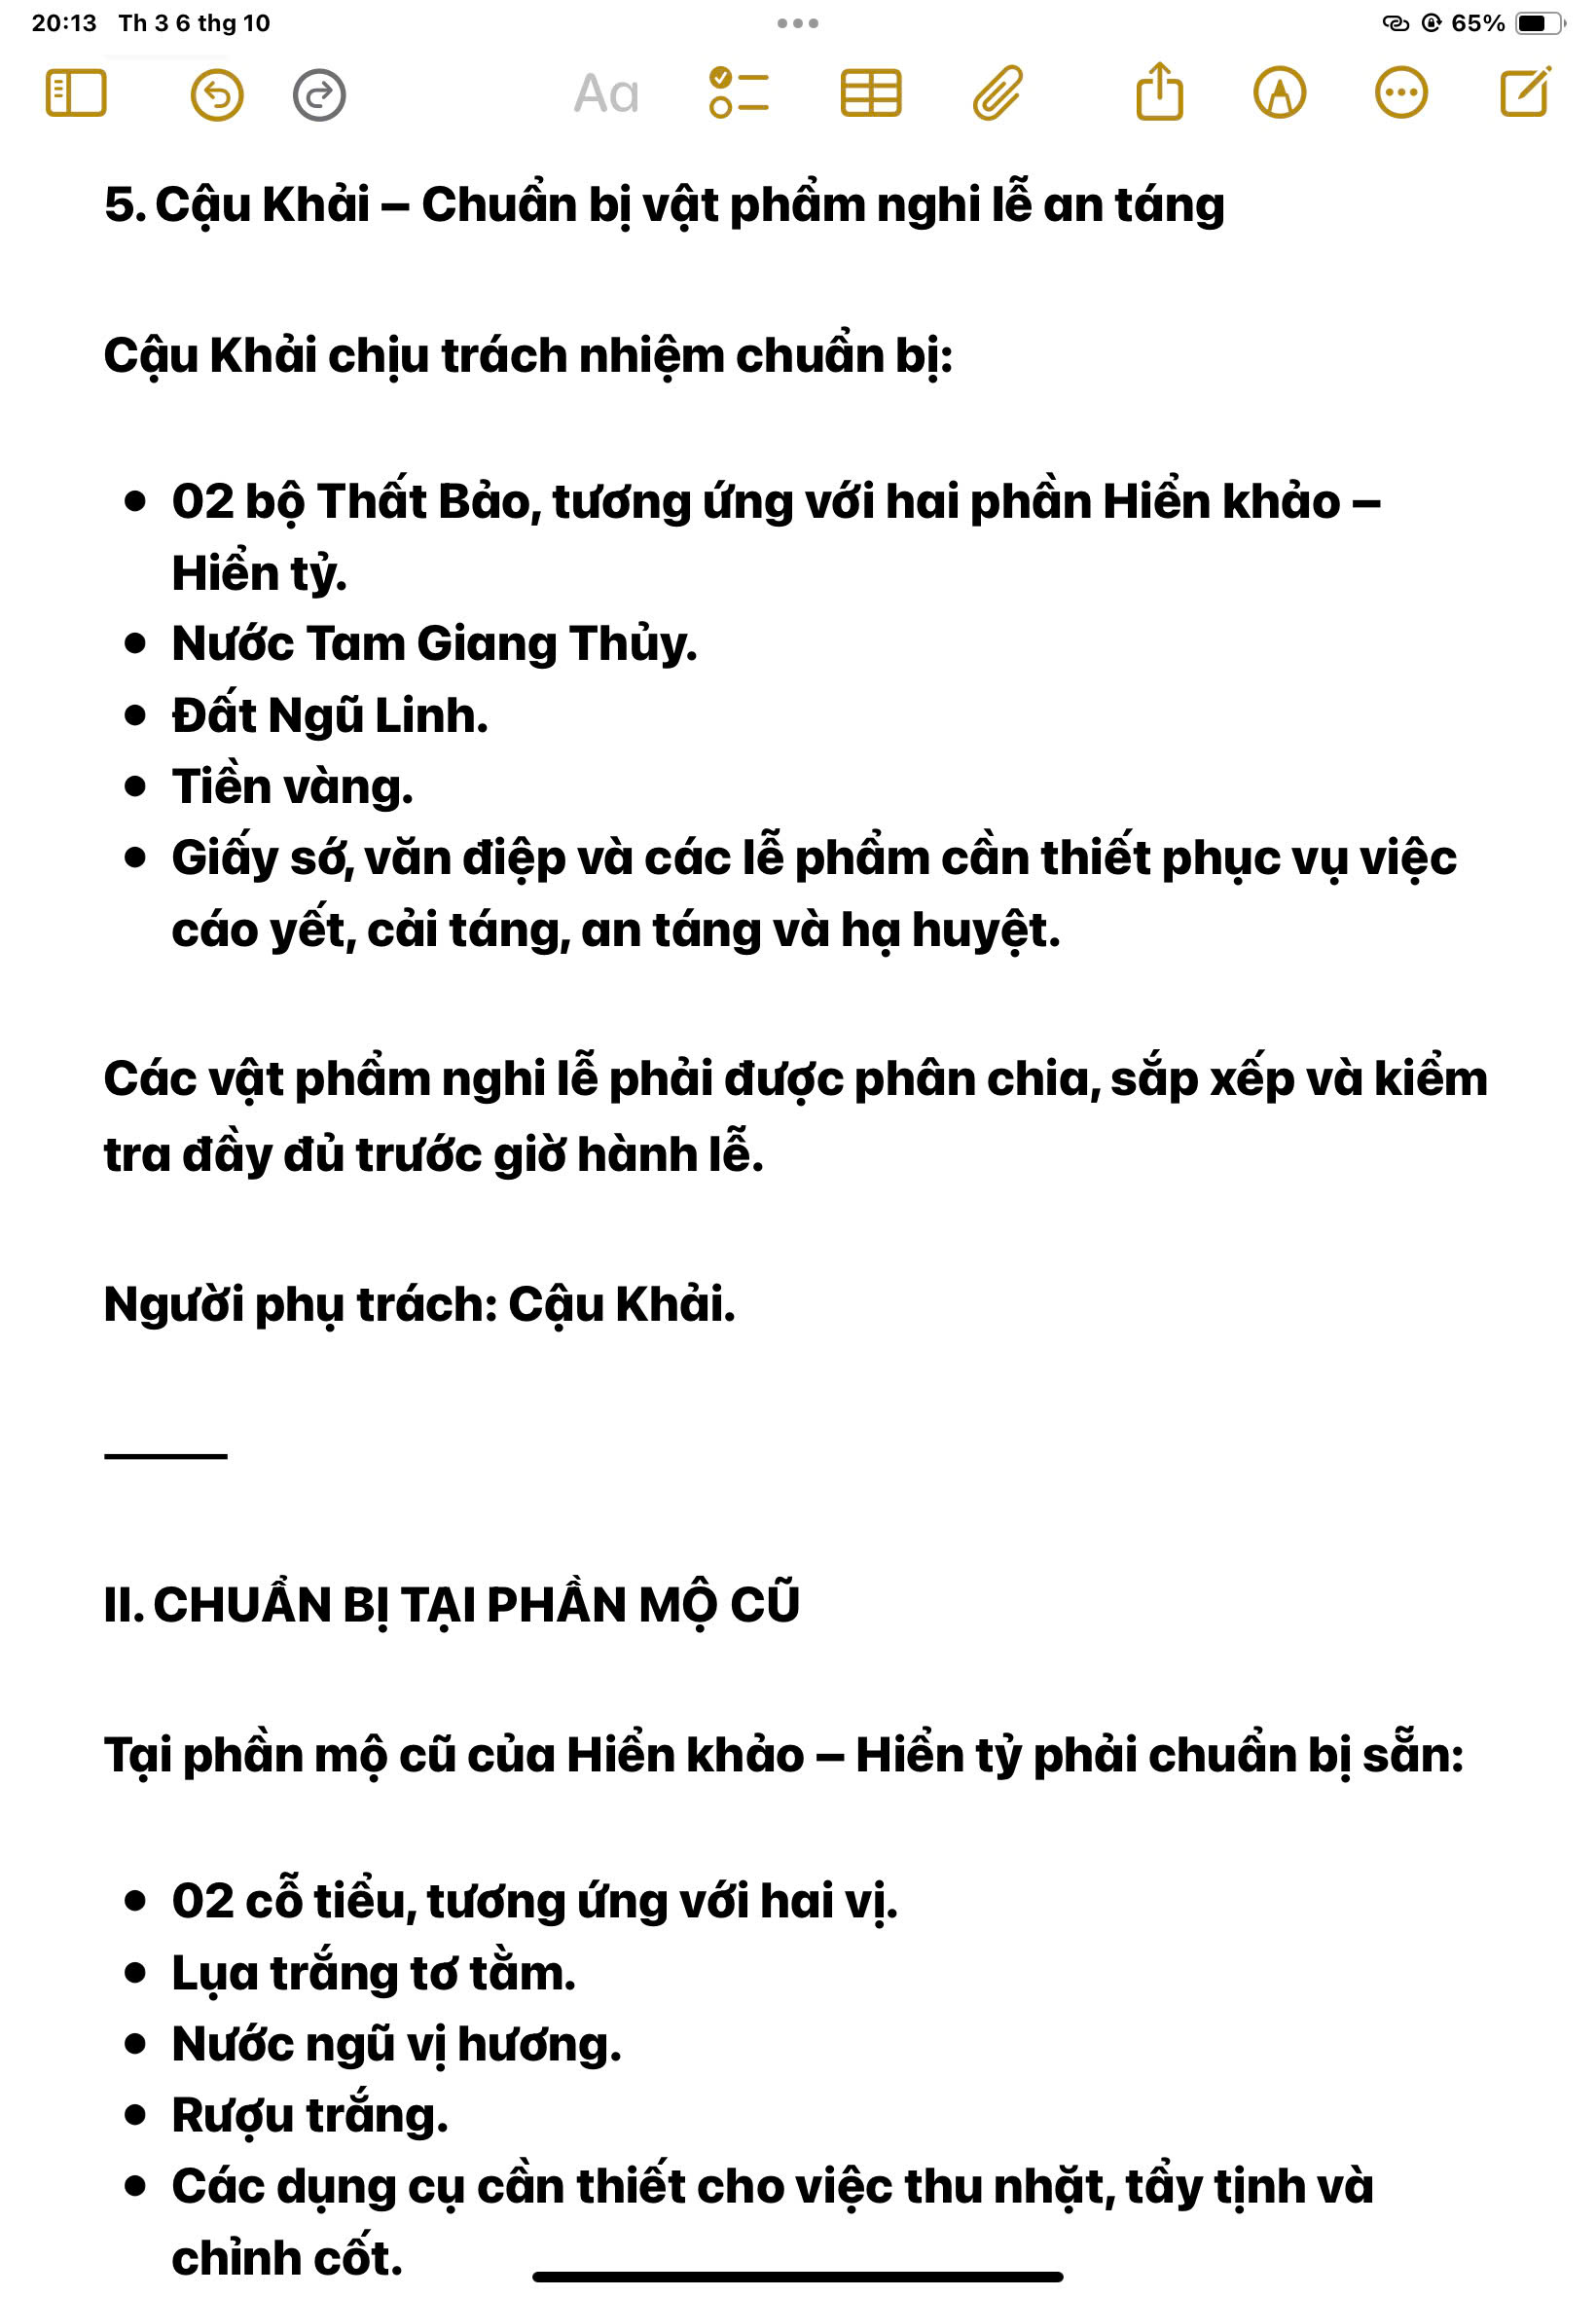 20:13 Th 3 6 thg 10
65%
Aa
5. Cậu Khải – Chuẩn bị vật phẩm nghi lễ an táng
Cậu Khải chịu trách nhiệm chuẩn bị:
• 02 bộ Thất Bảo, tương ứng với hai phần Hiển khảo –
Hiển tỷ.
• Nước Tam Giang Thủy.
• Đất Ngũ Linh.
• Tiền vàng.
• Giấy sớ, văn điệp và các lễ phẩm cần thiết phục vụ việc
cáo yết, cải táng, an táng và hạ huyệt.
Các vật phẩm nghi lễ phải được phân chia, sắp xếp và kiểm
tra đầy đủ trước giờ hành lễ.
Người phụ trách: Cậu Khải.
II. CHUẨN BỊ TẠI PHẦN MỘ CŨ
Tại phần mộ cũ của Hiển khảo – Hiển tỷ phải chuẩn bị sẵn:
• 02 cỗ tiểu, tương ứng với hai vị.
• Lụa trắng tơ tằm.
• Nước ngũ vị hương.
• Rượu trắng.
• Các dụng cụ cần thiết cho việc thu nhặt, tẩy tịnh và
chỉnh cốt.